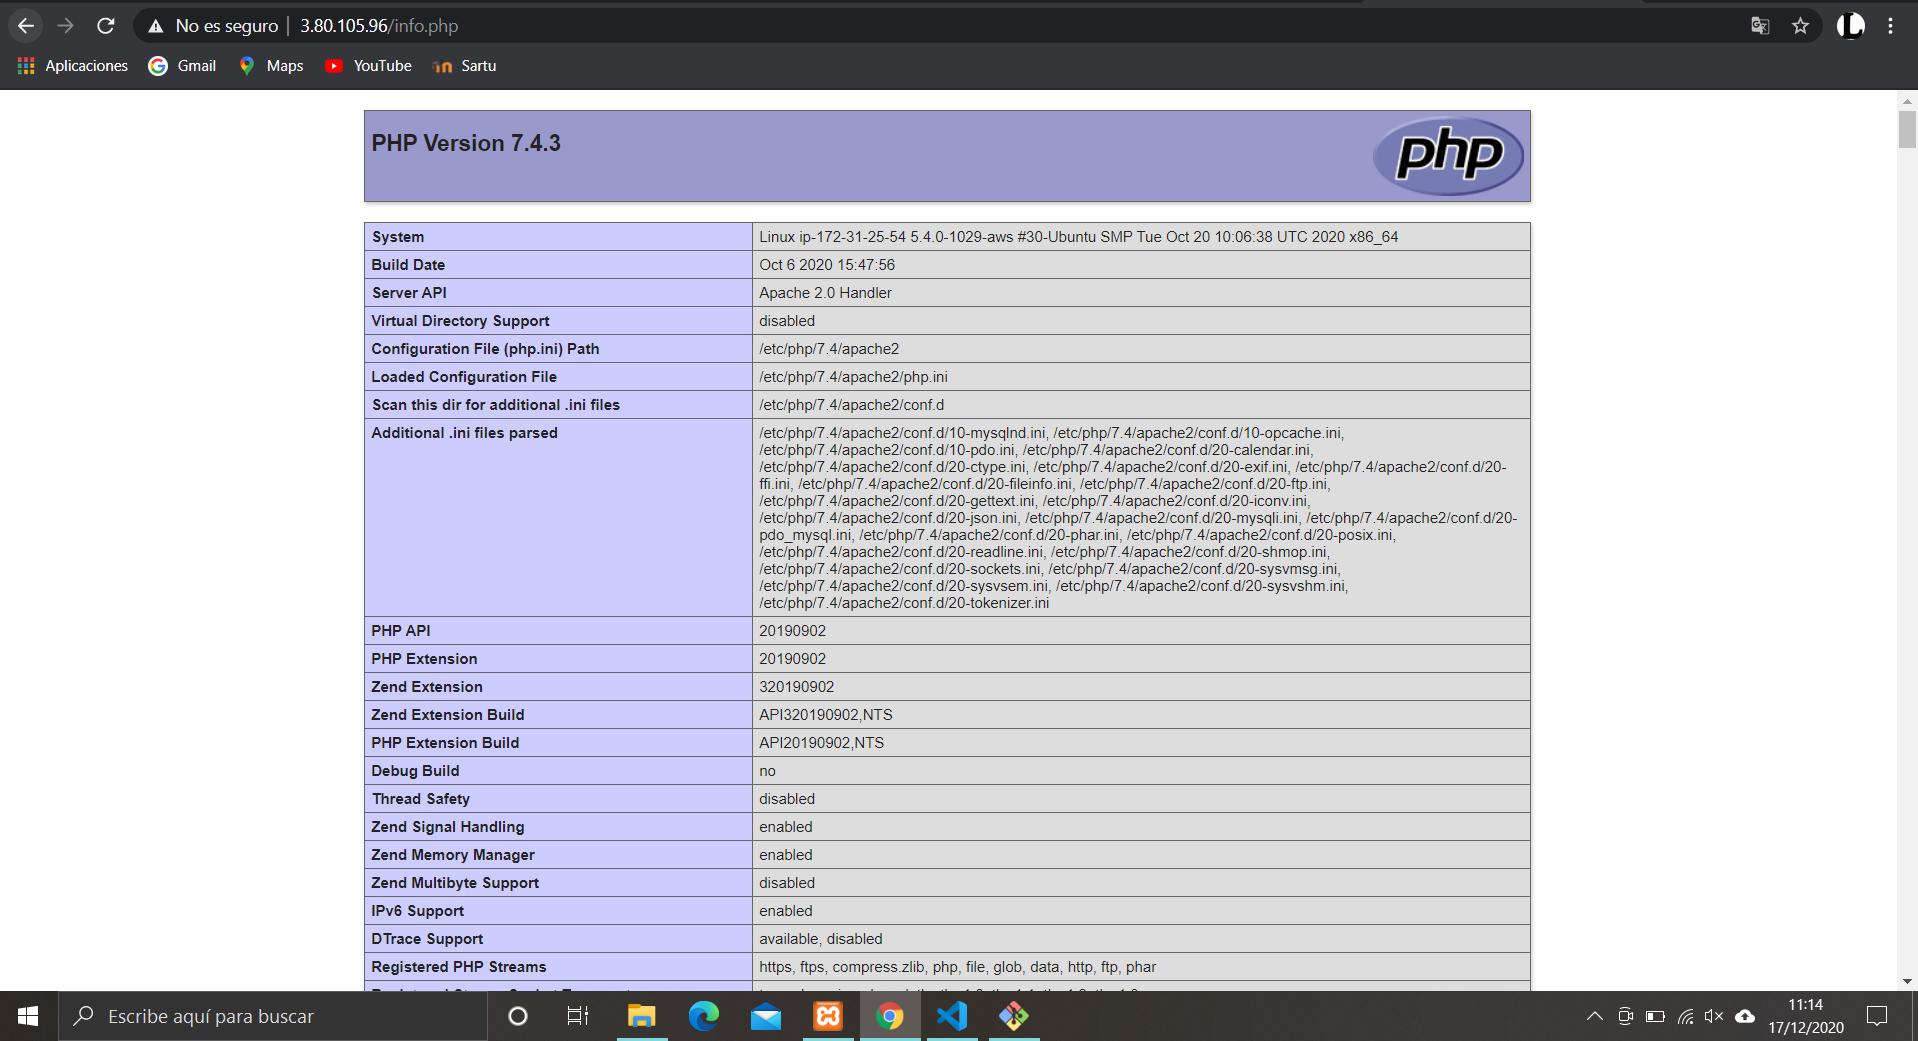 No es seguro | 3.80.105.96/info.php
Aplicaciones Gmail Maps YouTube Sartu
PHP Version 7.4.3
php
System Linux ip-172-31-25-54 5.4.0-1029-aws #30-Ubuntu SMP Tue Oct 20 10:06:38 UTC 2020 x86_64
Build Date Oct 6 2020 15:47:56
Server API Apache 2.0 Handler
Virtual Directory Support disabled
Configuration File (php.ini) Path /etc/php/7.4/apache2
Loaded Configuration File /etc/php/7.4/apache2/php.ini
Scan this dir for additional .ini files /etc/php/7.4/apache2/conf.d
Additional .ini files parsed /etc/php/7.4/apache2/conf.d/10-mysqlnd.ini, /etc/php/7.4/apache2/conf.d/10-opcache.ini,
/etc/php/7.4/apache2/conf.d/10-pdo.ini, /etc/php/7.4/apache2/conf.d/20-calendar.ini,
/etc/php/7.4/apache2/conf.d/20-ctype.ini, /etc/php/7.4/apache2/conf.d/20-exif.ini, /etc/php/7.4/apache2/conf.d/20-
ffi.ini, /etc/php/7.4/apache2/conf.d/20-fileinfo.ini, /etc/php/7.4/apache2/conf.d/20-ftp.ini,
/etc/php/7.4/apache2/conf.d/20-gettext.ini, /etc/php/7.4/apache2/conf.d/20-iconv.ini,
/etc/php/7.4/apache2/conf.d/20-json.ini, /etc/php/7.4/apache2/conf.d/20-mysqli.ini, /etc/php/7.4/apache2/conf.d/20-
pdo_mysql.ini, /etc/php/7.4/apache2/conf.d/20-phar.ini, /etc/php/7.4/apache2/conf.d/20-posix.ini,
/etc/php/7.4/apache2/conf.d/20-readline.ini, /etc/php/7.4/apache2/conf.d/20-shmop.ini,
/etc/php/7.4/apache2/conf.d/20-sockets.ini, /etc/php/7.4/apache2/conf.d/20-sysvmsg.ini,
/etc/php/7.4/apache2/conf.d/20-sysvsem.ini, /etc/php/7.4/apache2/conf.d/20-sysvshm.ini,
/etc/php/7.4/apache2/conf.d/20-tokenizer.ini
PHP API 20190902
PHP Extension 20190902
Zend Extension 320190902
Zend Extension Build API320190902,NTS
PHP Extension Build API20190902,NTS
Debug Build no
Thread Safety disabled
Zend Signal Handling enabled
Zend Memory Manager enabled
Zend Multibyte Support disabled
IPv6 Support enabled
DTrace Support available, disabled
Registered PHP Streams https, ftps, compress.zlib, php, file, glob, data, http, ftp, phar
Escribe aquí para buscar
11:14
17/12/2020